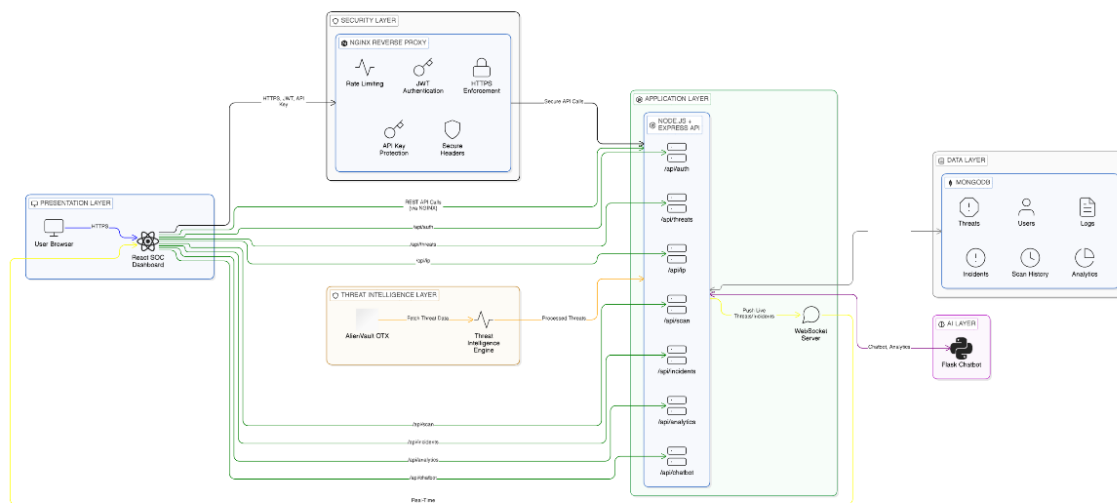 SECURITY LAYER
NGINX REVERSE PROXY
Rate Limiting
JWT
Authentication
HTTPS
Enforcement
API Key
Protection
Secure
Headers
HTTPS, JWT, API
Key
Secure API Calls
APPLICATION LAYER
NODE JS +
EXPRESS API
/api/auth
/api/threats
/api/ip
/api/scan
/api/incidents
/api/analytics
/api/chatbot
PRESENTATION LAYER
User Browser
HTTPS
React SOC
Dashboard
REST API Calls
(via NGINX)
/api/auth
/api/threats
/api/ip
THREAT INTELLIGENCE LAYER
AlienVault OTX
Fetch Threat Data
Threat
Intelligence
Engine
Processed Threats
/api/scan
/api/incidents
/api/analytics
/api/chatbot
Real-Time
Push Live
Threats/Incidents
WebSocket
Server
DATA LAYER
MONGODB
Threats
Users
Logs
Incidents
Scan History
Analytics
AI LAYER
Flask Chatbot
Chatbot, Analytics